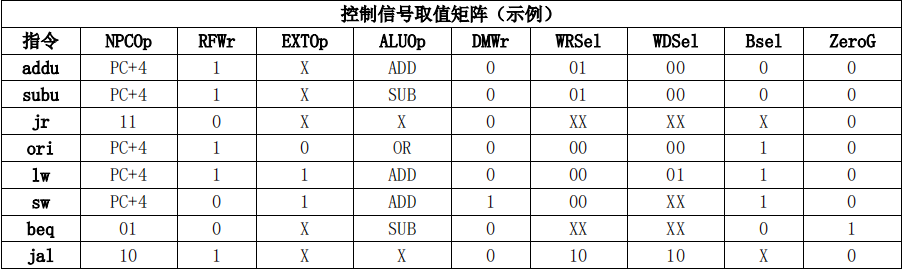 控制信号取值矩阵（示例）
指令 NPCOp RFWr EXTOp ALUOp DMWr WRSel WDSel Bsel ZeroG
addu PC+4 1 X ADD 0 01 00 0 0
subu PC+4 1 X SUB 0 01 00 0 0
jr 11 0 X X 0 XX XX X 0
ori PC+4 1 0 OR 0 00 00 1 0
lw PC+4 1 1 ADD 0 00 01 1 0
sw PC+4 0 1 ADD 1 00 XX 1 0
beq 01 0 X SUB 0 XX XX 0 1
jal 10 1 X X 0 10 10 X 0